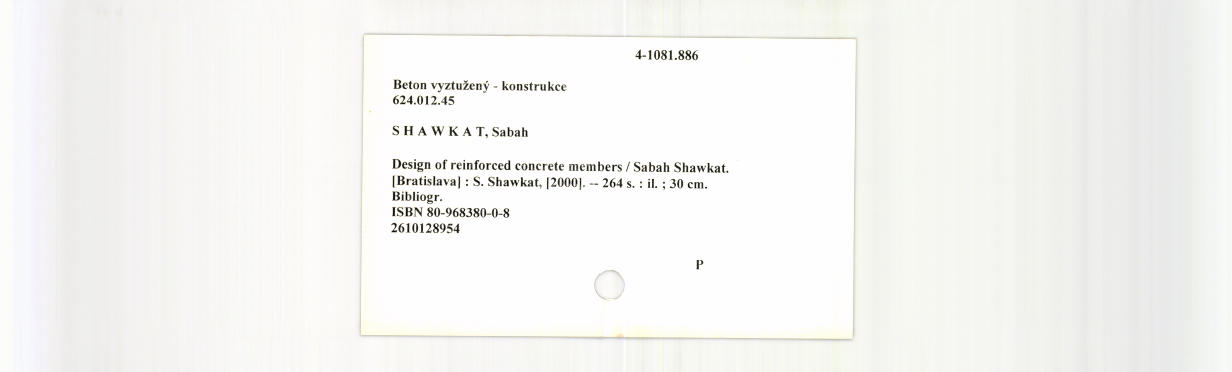 4-1081.886
Beton vyztužený - konstrukce
624.012.45
S H A W K A T, Sabah
Design of reinforced concrete members / Sabah Shawkat.
[Bratislava] : S. Shawkat, [2000]. -- 264 s. : il. ; 30 cm.
Bibliogr.
ISBN 80-968380-0-8
2610128954
P